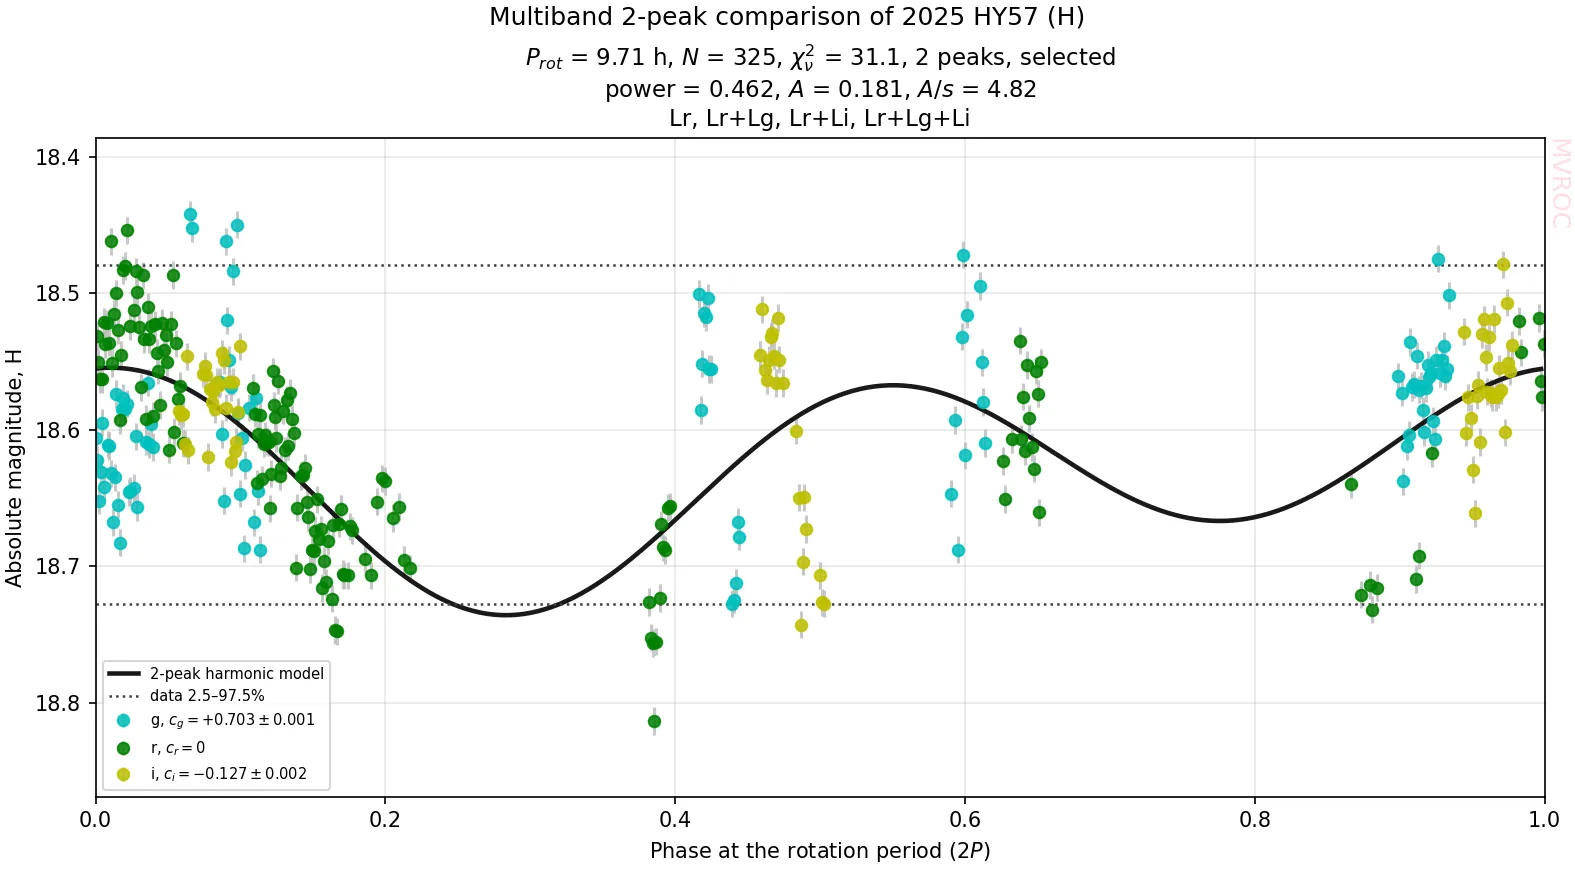 Multiband 2-peak comparison of 2025 HY57 (H)
P_rot = 9.71 h, N = 325, χ²_ν = 31.1, 2 peaks, selected
power = 0.462, A = 0.181, A/s = 4.82
Lr, Lr+Lg, Lr+Li, Lr+Lg+Li
MVROC
Absolute magnitude, H
18.4
18.5
18.6
18.7
18.8
2-peak harmonic model
data 2.5–97.5%
g, c_g = +0.703 ± 0.001
r, c_r = 0
i, c_i = −0.127 ± 0.002
0.0 0.2 0.4 0.6 0.8 1.0
Phase at the rotation period (2P)